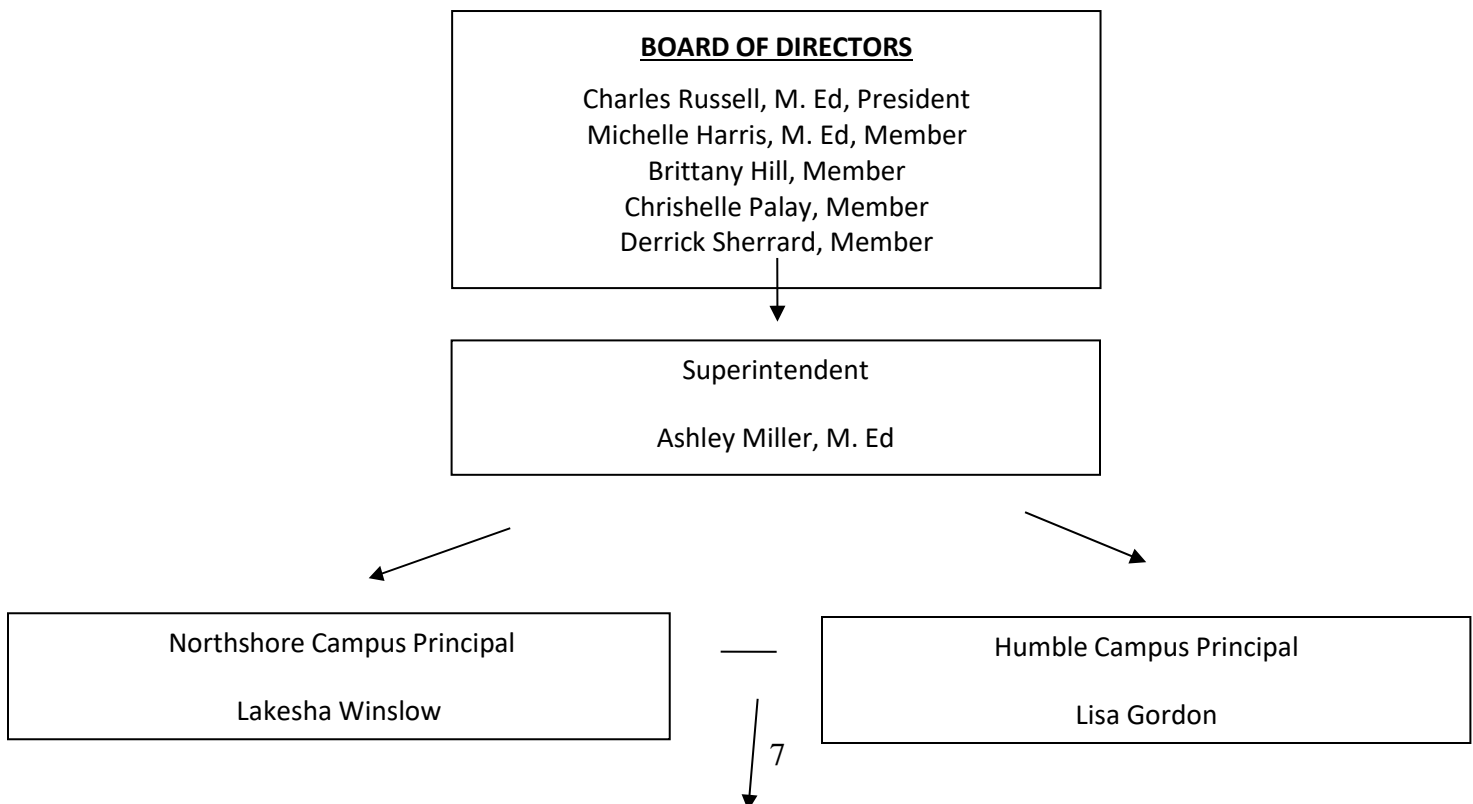 BOARD OF DIRECTORS
Charles Russell, M. Ed, President
Michelle Harris, M. Ed, Member
Brittany Hill, Member
Chrishelle Palay, Member
Derrick Sherrard, Member
Superintendent
Ashley Miller, M. Ed
Northshore Campus Principal
Lakesha Winslow
Humble Campus Principal
Lisa Gordon
7